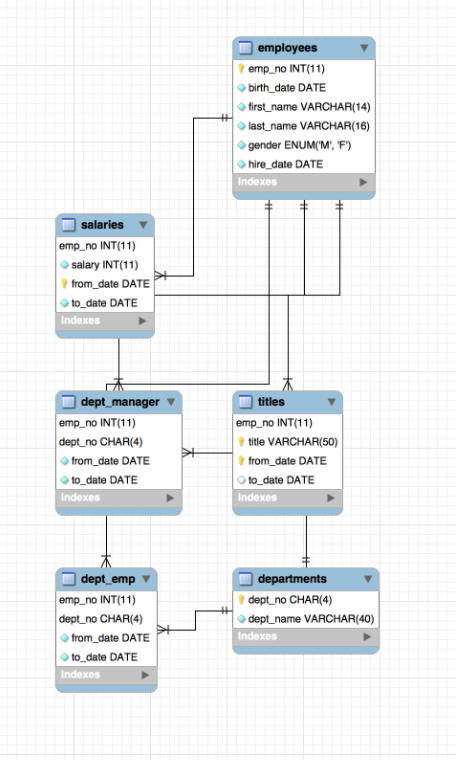 employees
emp_no INT(11)
birth_date DATE
first_name VARCHAR(14)
last_name VARCHAR(16)
gender ENUM('M', 'F')
hire_date DATE
Indexes
salaries
emp_no INT(11)
salary INT(11)
from_date DATE
to_date DATE
Indexes
dept_manager
emp_no INT(11)
dept_no CHAR(4)
from_date DATE
to_date DATE
Indexes
titles
emp_no INT(11)
title VARCHAR(50)
from_date DATE
to_date DATE
Indexes
dept_emp
emp_no INT(11)
dept_no CHAR(4)
from_date DATE
to_date DATE
Indexes
departments
dept_no CHAR(4)
dept_name VARCHAR(40)
Indexes